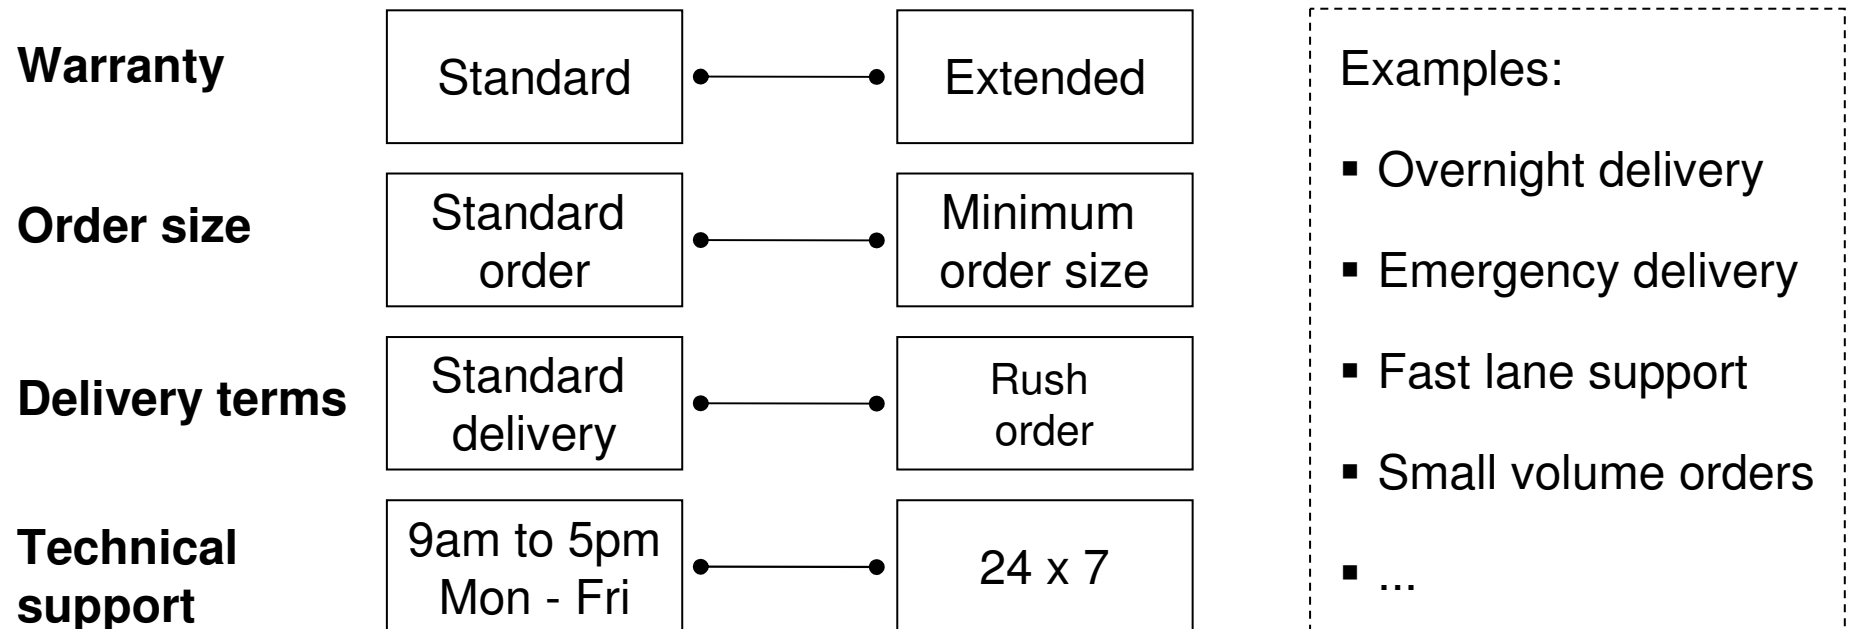 Warranty
Standard
Extended
Order size
Standard
order
Minimum
order size
Delivery terms
Standard
delivery
Rush
order
Technical
support
9am to 5pm
Mon - Fri
24 x 7
Examples:
▪ Overnight delivery
▪ Emergency delivery
▪ Fast lane support
▪ Small volume orders
▪ ...